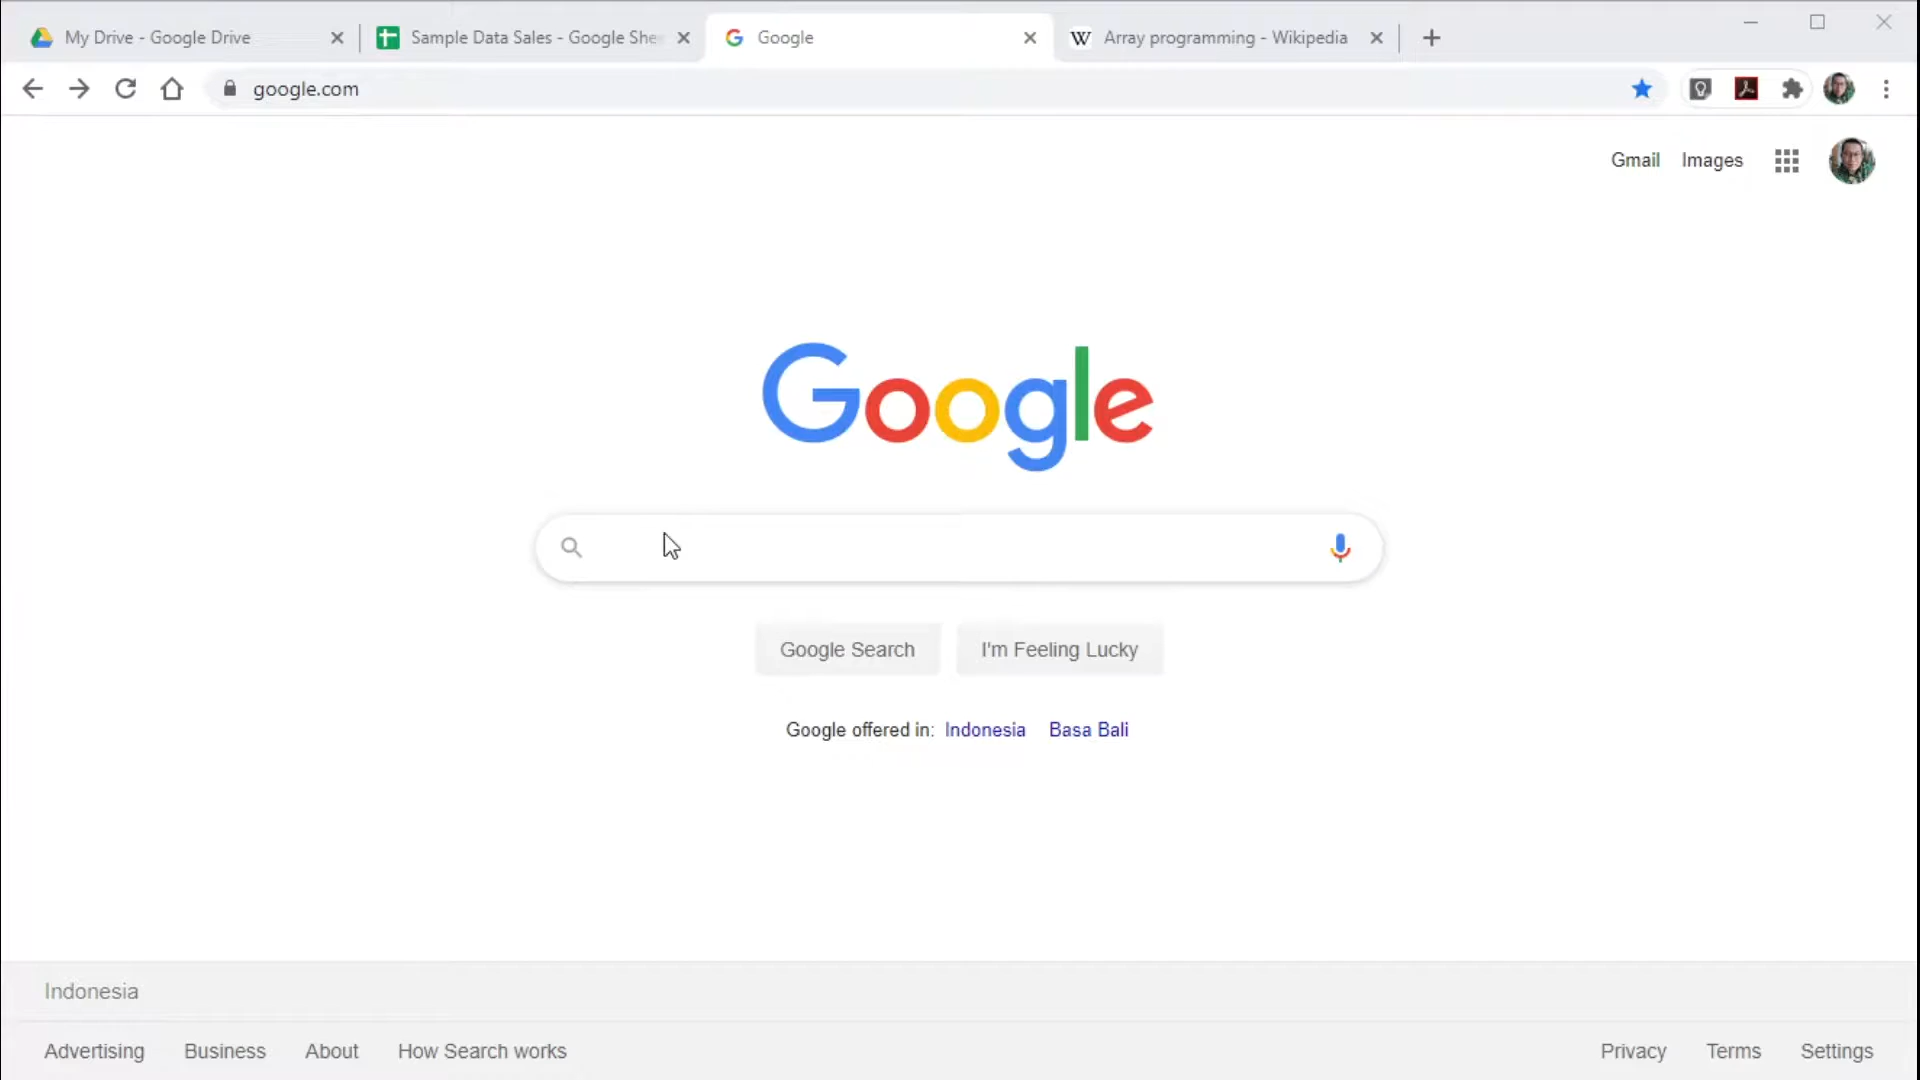 My Drive - Google Drive
Sample Data Sales - Google She
Google
Array programming - Wikipedia
google.com
Gmail Images
Google
Google Search I'm Feeling Lucky
Google offered in: Indonesia Basa Bali
Indonesia
Advertising Business About How Search works Privacy Terms Settings